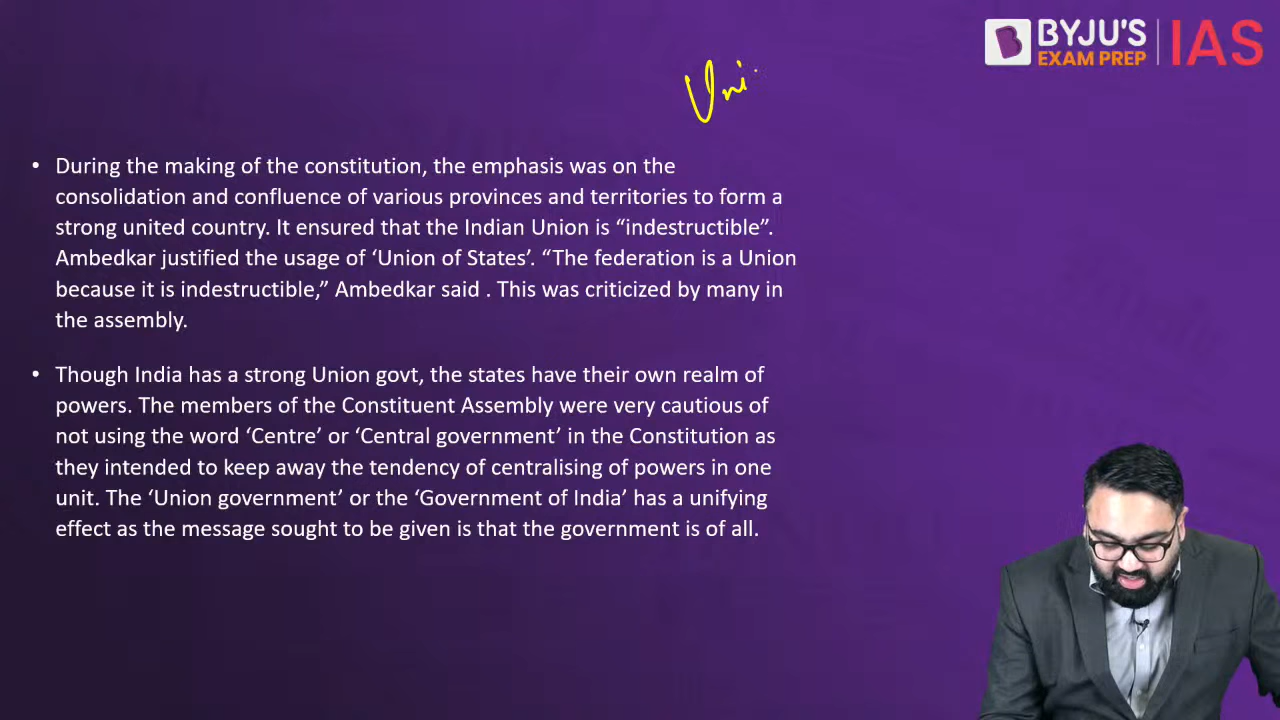 BYJU'S
EXAM PREP
IAS
Uni
• During the making of the constitution, the emphasis was on the
consolidation and confluence of various provinces and territories to form a
strong united country. It ensured that the Indian Union is “indestructible”.
Ambedkar justified the usage of ‘Union of States’. “The federation is a Union
because it is indestructible,” Ambedkar said . This was criticized by many in
the assembly.
• Though India has a strong Union govt, the states have their own realm of
powers. The members of the Constituent Assembly were very cautious of
not using the word ‘Centre’ or ‘Central government’ in the Constitution as
they intended to keep away the tendency of centralising of powers in one
unit. The ‘Union government’ or the ‘Government of India’ has a unifying
effect as the message sought to be given is that the government is of all.